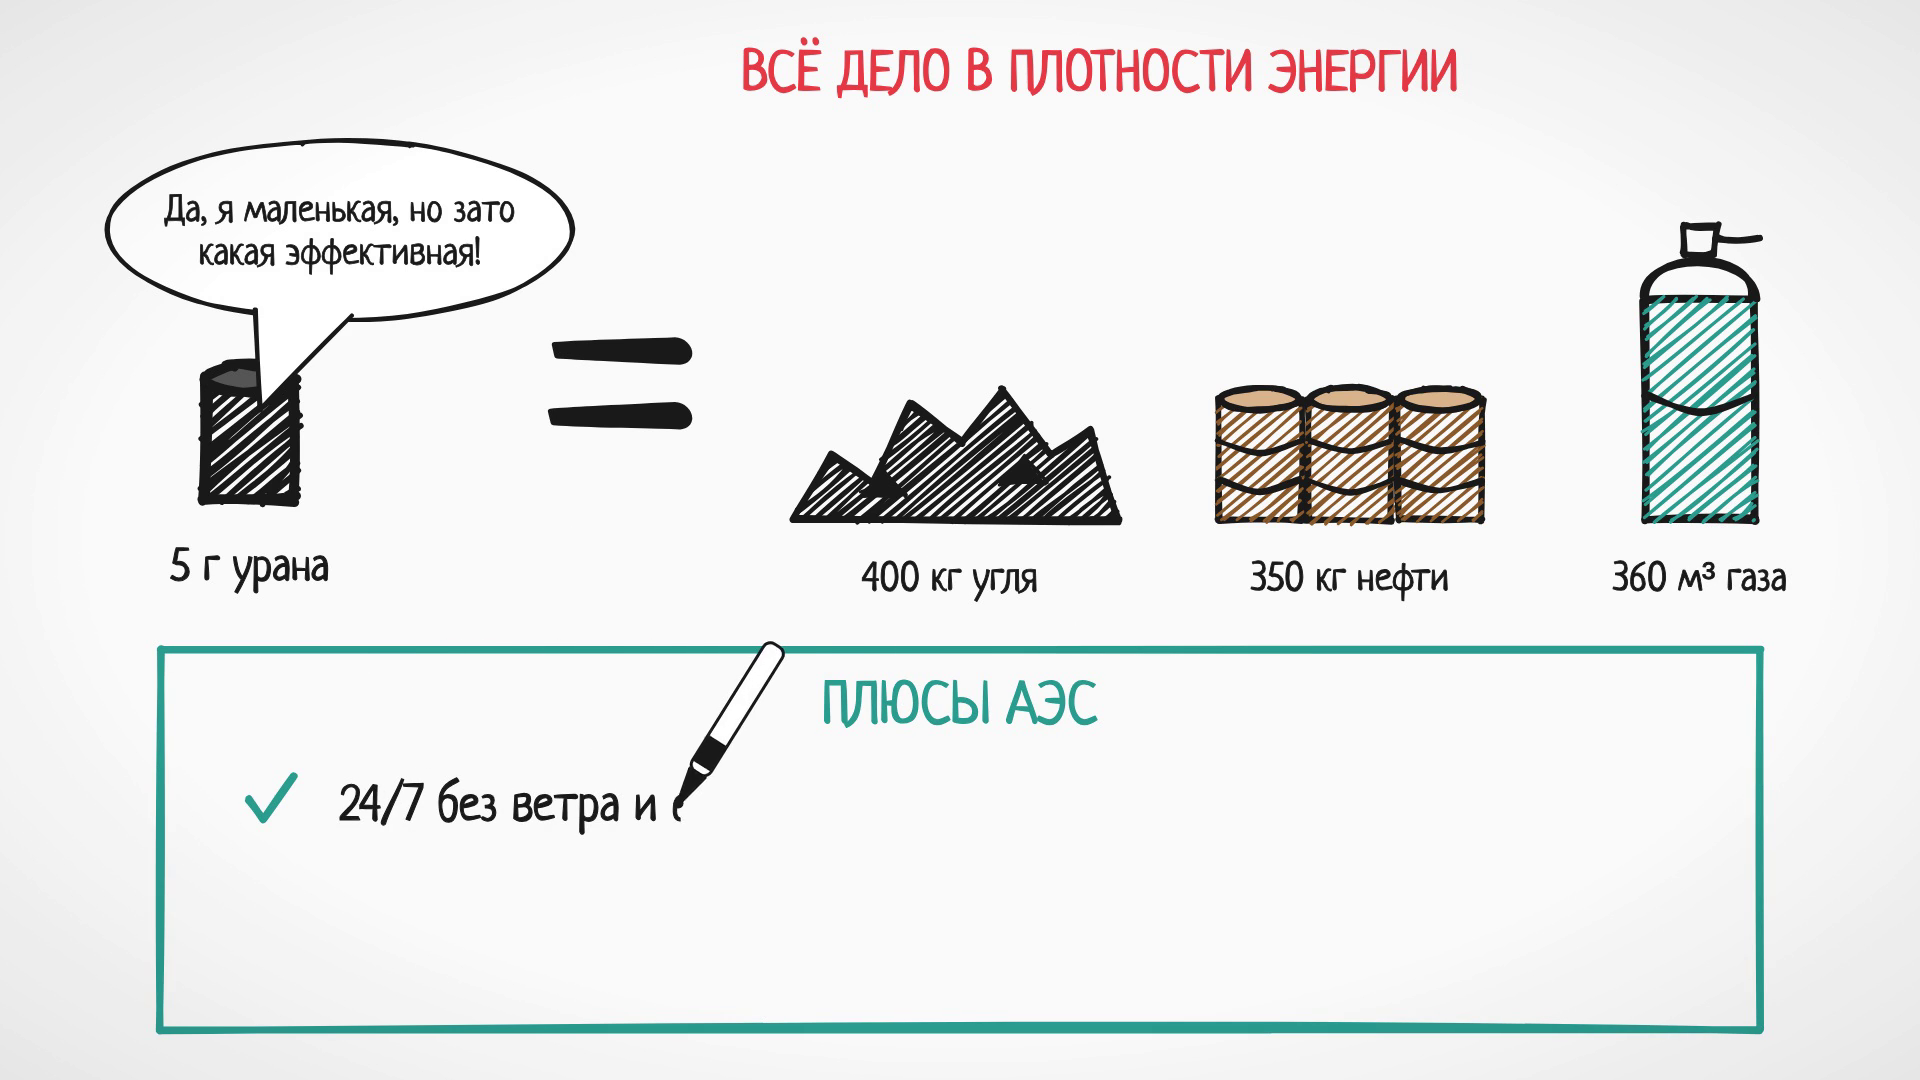 ВСЁ ДЕЛО В ПЛОТНОСТИ ЭНЕРГИИ
Да, я маленькая, но зато
какая эффективная!
5 г урана
400 кг угля
350 кг нефти
360 м³ газа
ПЛЮСЫ АЭС
24/7 без ветра и